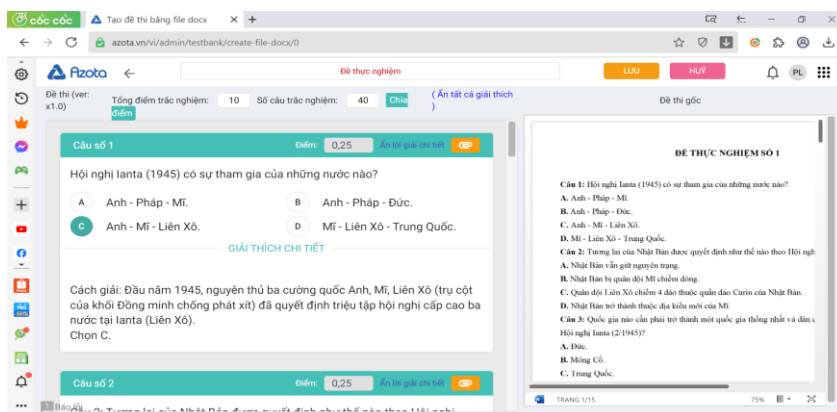 cốc cốc
Tạo đề thi bằng file docx
azota.vn/vi/admin/testbank/create-file-docx/0
Azota
Đề thực nghiệm
LƯU
HUỶ
PL
Đề thi (ver: x1.0)
Tổng điểm trắc nghiệm: 10 Số câu trắc nghiệm: 40 Chia điểm
( Ẩn tất cả giải thích )
Đề thi gốc
Câu số 1
Điểm: 0,25 Ẩn lời giải chi tiết
Hội nghị Ianta (1945) có sự tham gia của những nước nào?
A Anh - Pháp - Mĩ.
B Anh - Pháp - Đức.
C Anh - Mĩ - Liên Xô.
D Mĩ - Liên Xô - Trung Quốc.
GIẢI THÍCH CHI TIẾT
Cách giải: Đầu năm 1945, nguyên thủ ba cường quốc Anh, Mĩ, Liên Xô (trụ cột
của khối Đồng minh chống phát xít) đã quyết định triệu tập hội nghị cấp cao ba
nước tại Ianta (Liên Xô).
Chọn C.
Câu số 2
Điểm: 0,25 Ẩn lời giải chi tiết
Báo lỗi
ĐỀ THỰC NGHIỆM SỐ 1
Câu 1: Hội nghị Ianta (1945) có sự tham gia của những nước nào?
A. Anh - Pháp - Mĩ.
B. Anh - Pháp - Đức.
C. Anh - Mĩ - Liên Xô.
D. Mĩ - Liên Xô - Trung Quốc.
Câu 2: Tương lai của Nhật Bản được quyết định như thế nào theo Hội ngh
A. Nhật Bản vẫn giữ nguyên trạng.
B. Nhật Bản bị quân đội Mĩ chiếm đóng.
C. Quân đội Liên Xô chiếm 4 đảo thuộc quần đảo Curin của Nhật Bản.
D. Nhật Bản trở thành thuộc địa kiểu mới của Mĩ.
Câu 3: Quốc gia nào cần phải trở thành một quốc gia thống nhất và dân c
Hội nghị Ianta (2/1945)?
A. Đức.
B. Mông Cổ.
C. Trung Quốc.
TRANG 1/15
75%